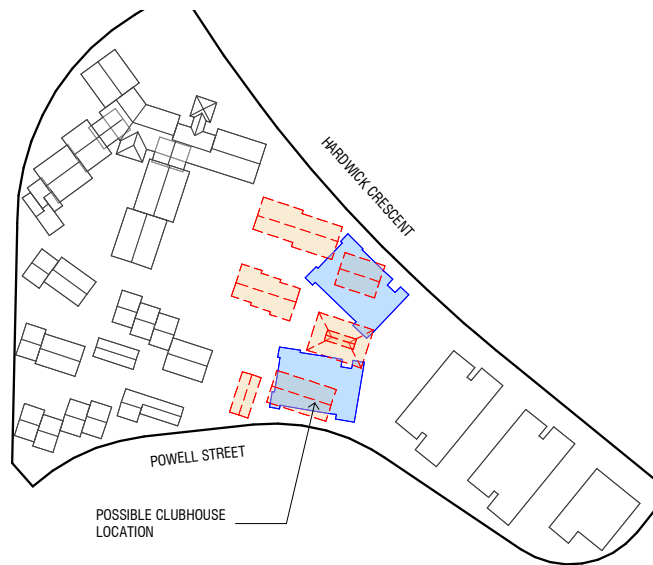 HARDWICK CRESCENT
POWELL STREET
POSSIBLE CLUBHOUSE
LOCATION